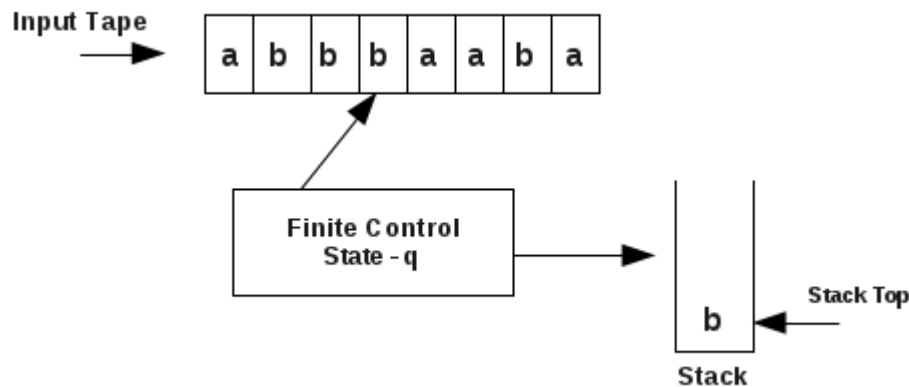 Input Tape
a b b b a a b a
Finite Control
State - q
Stack Top
b
Stack